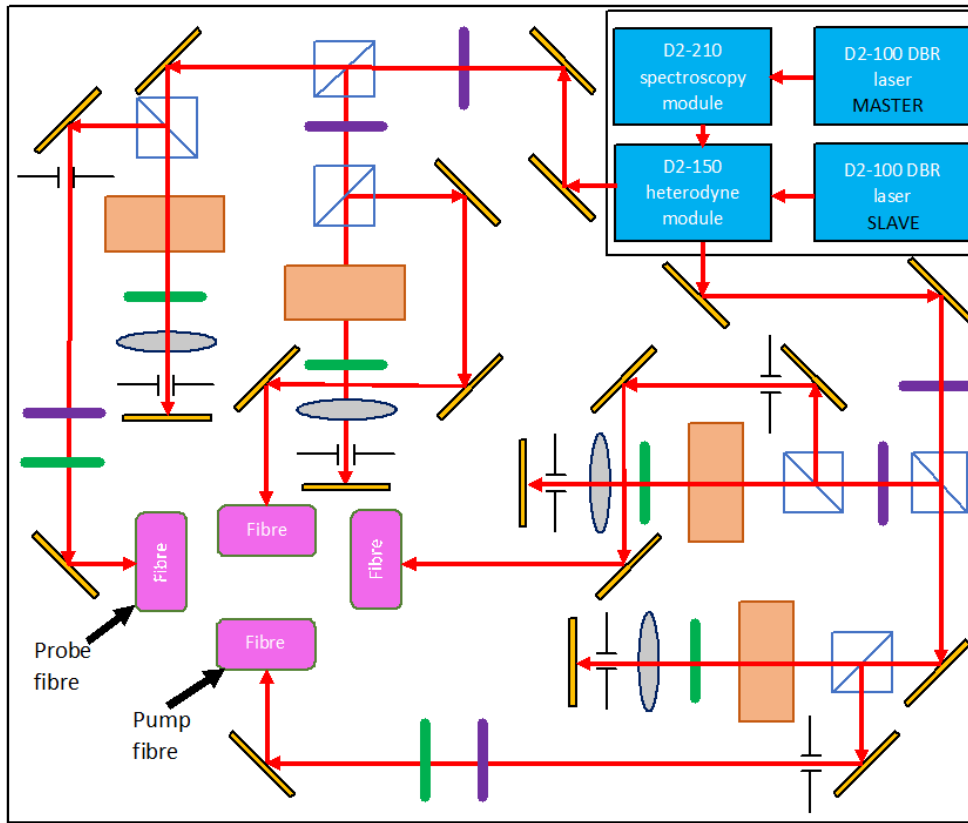 D2-210
spectroscopy
module
D2-100 DBR
laser
MASTER
D2-150
heterodyne
module
D2-100 DBR
laser
SLAVE
Fibre
Fibre
Fibre
Fibre
Probe
fibre
Pump
fibre